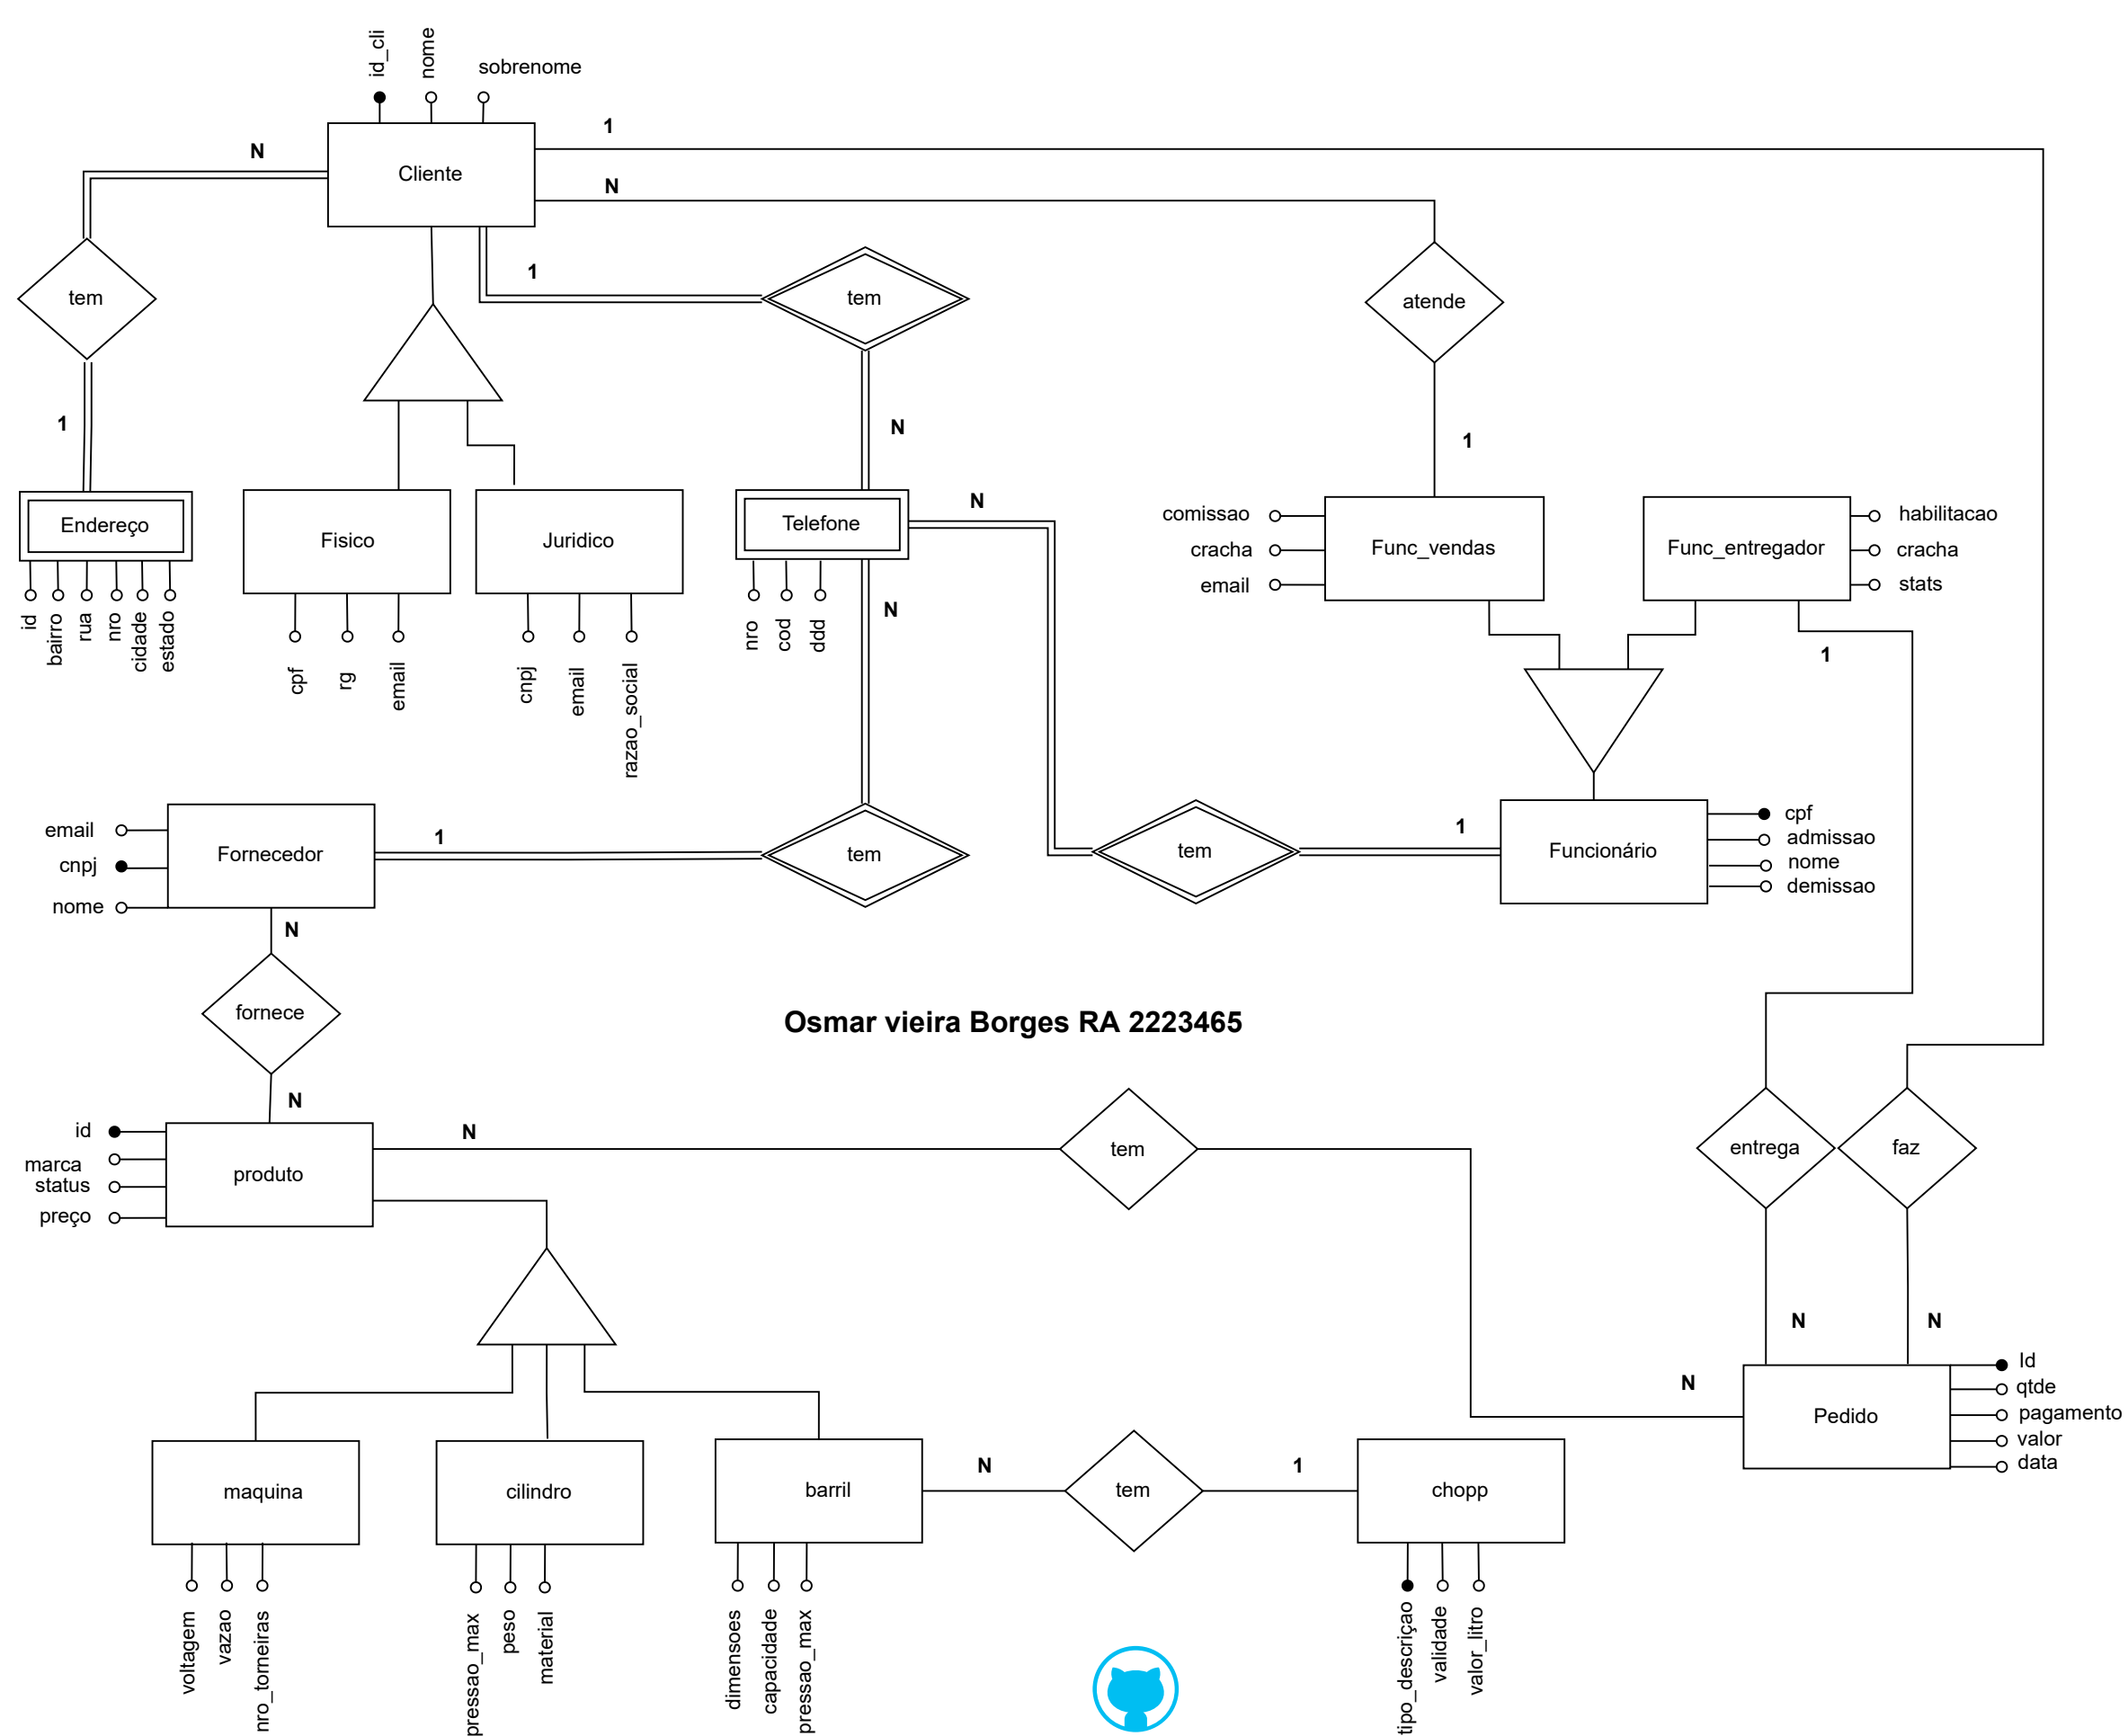 id_cli
nome
sobrenome
1
N
Cliente
N
1
tem
tem
atende
1
N
1
N
Endereço
Fisico
Juridico
Telefone
comissao
cracha
email
Func_vendas
Func_entregador
habilitacao
cracha
stats
id
bairro
rua
nro
cidade
estado
cpf
rg
email
cnpj
email
razao_social
nro
cod
ddd
N
1
email
cnpj
nome
Fornecedor
1
tem
tem
1
Funcionário
cpf
admissao
nome
demissao
N
fornece
Osmar vieira Borges RA 2223465
N
id
marca
status
preço
produto
N
tem
entrega
faz
N
N
N
Pedido
Id
qtde
pagamento
valor
data
maquina
cilindro
barril
N
tem
1
chopp
voltagem
vazao
nro_torneiras
pressao_max
peso
material
dimensoes
capacidade
pressao_max
tipo_descriçao
validade
valor_litro